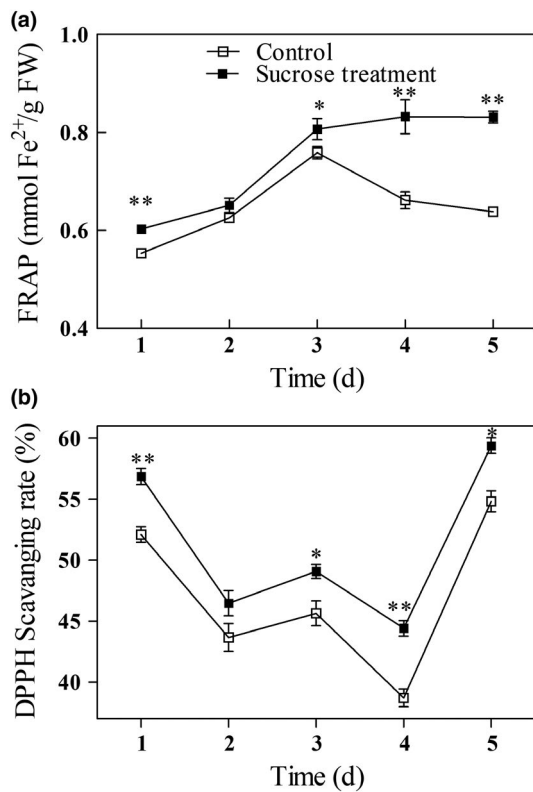 (a)
1.0
0.8
0.6
0.4
FRAP (mmol Fe²⁺/g FW)
Control
Sucrose treatment
**
*
**
**
1 2 3 4 5
Time (d)
(b)
60
55
50
45
40
DPPH Scavanging rate (%)
**
*
**
*
1 2 3 4 5
Time (d)